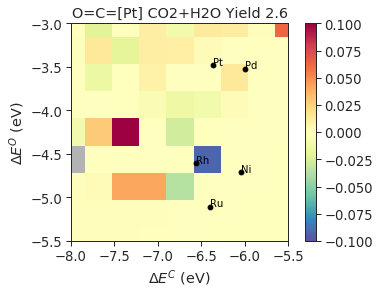 O=C=[Pt] CO2+H2O Yield 2.6
−3.0
−3.5
−4.0
−4.5
−5.0
−5.5
ΔE^O (eV)
Pt
Pd
Rh
Ni
Ru
−8.0 −7.5 −7.0 −6.5 −6.0 −5.5
ΔE^C (eV)
0.100
0.075
0.050
0.025
0.000
−0.025
−0.050
−0.075
−0.100